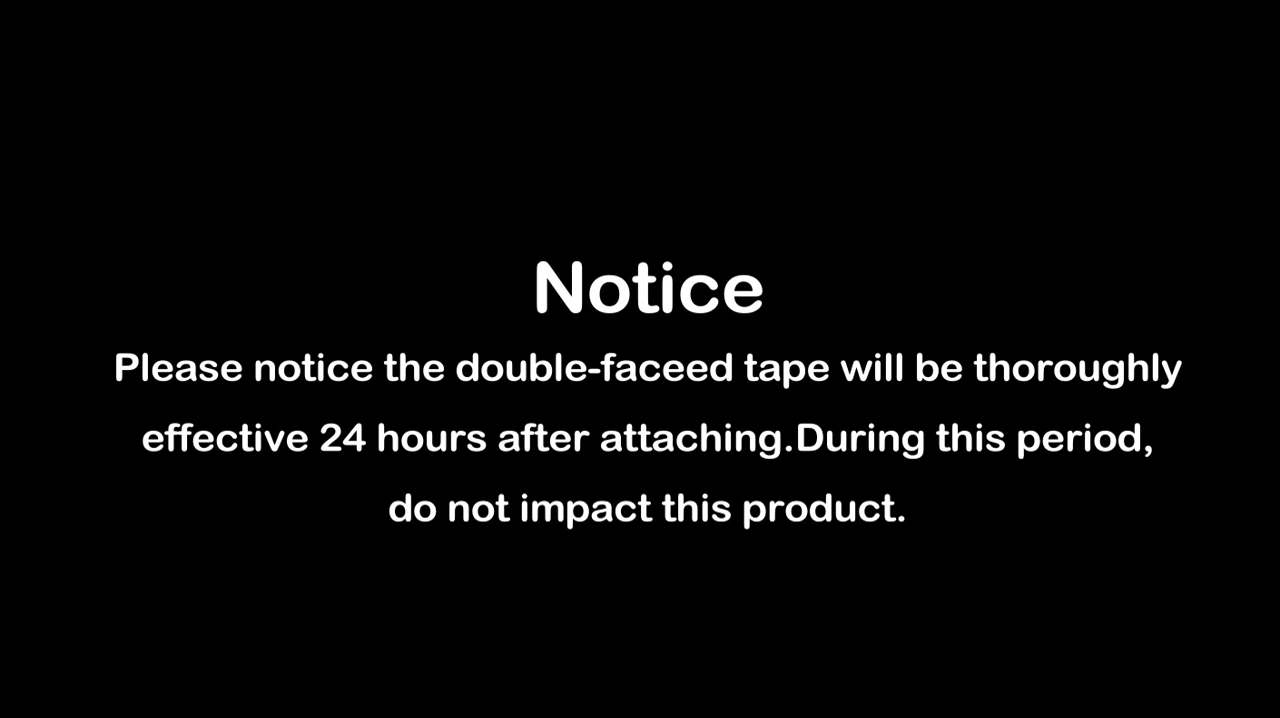 Notice
Please notice the double-faceed tape will be thoroughly
effective 24 hours after attaching.During this period,
do not impact this product.